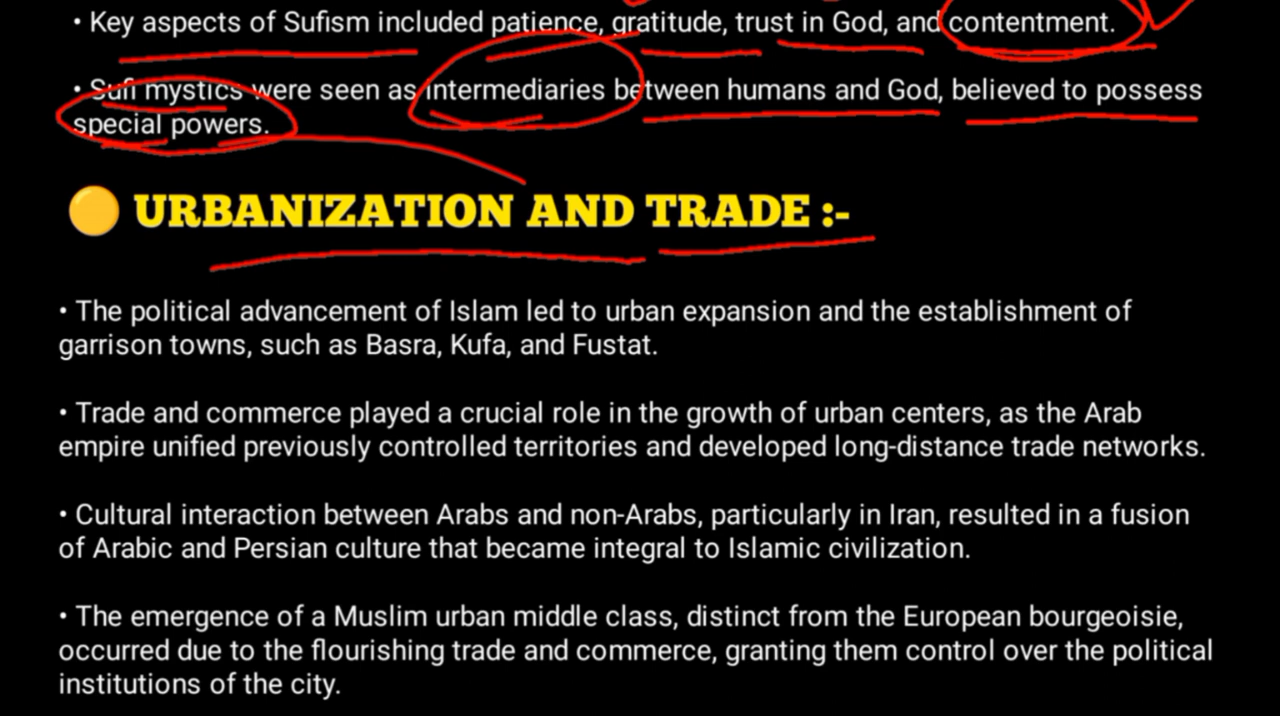 • Key aspects of Sufism included patience, gratitude, trust in God, and contentment.
• Sufi mystics were seen as intermediaries between humans and God, believed to possess
special powers.
URBANIZATION AND TRADE :-
• The political advancement of Islam led to urban expansion and the establishment of
garrison towns, such as Basra, Kufa, and Fustat.
• Trade and commerce played a crucial role in the growth of urban centers, as the Arab
empire unified previously controlled territories and developed long-distance trade networks.
• Cultural interaction between Arabs and non-Arabs, particularly in Iran, resulted in a fusion
of Arabic and Persian culture that became integral to Islamic civilization.
• The emergence of a Muslim urban middle class, distinct from the European bourgeoisie,
occurred due to the flourishing trade and commerce, granting them control over the political
institutions of the city.